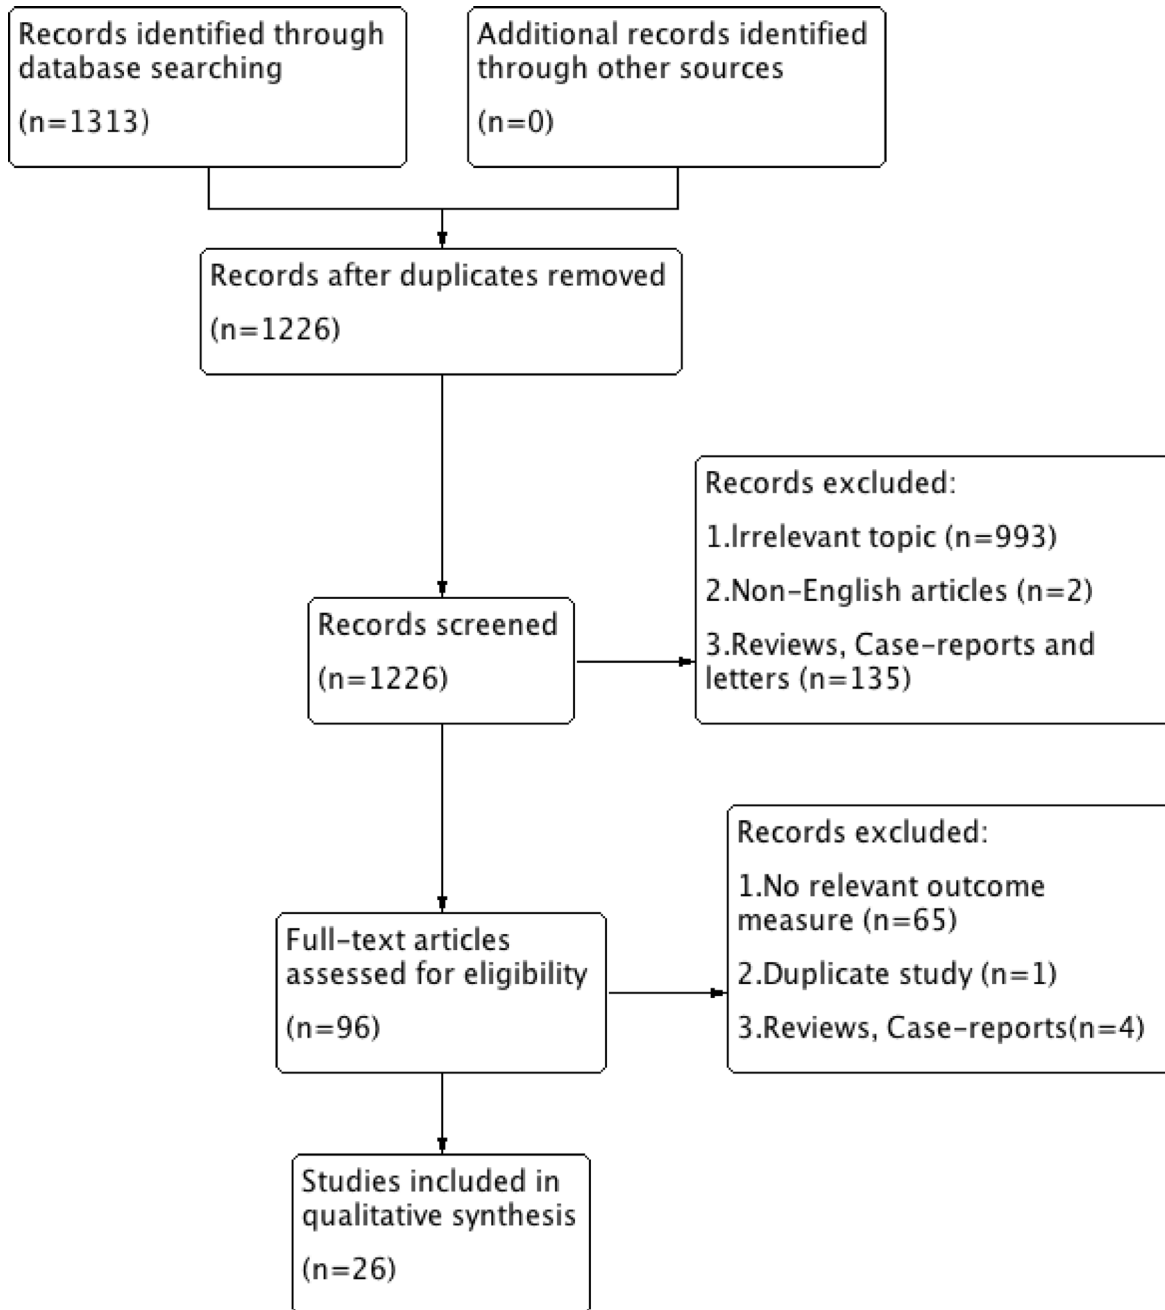 Records identified through
database searching
(n=1313)
Additional records identified
through other sources
(n=0)
Records after duplicates removed
(n=1226)
Records excluded:
1.Irrelevant topic (n=993)
2.Non-English articles (n=2)
3.Reviews, Case-reports and
letters (n=135)
Records screened
(n=1226)
Records excluded:
1.No relevant outcome
measure (n=65)
2.Duplicate study (n=1)
3.Reviews, Case-reports(n=4)
Full-text articles
assessed for eligibility
(n=96)
Studies included in
qualitative synthesis
(n=26)